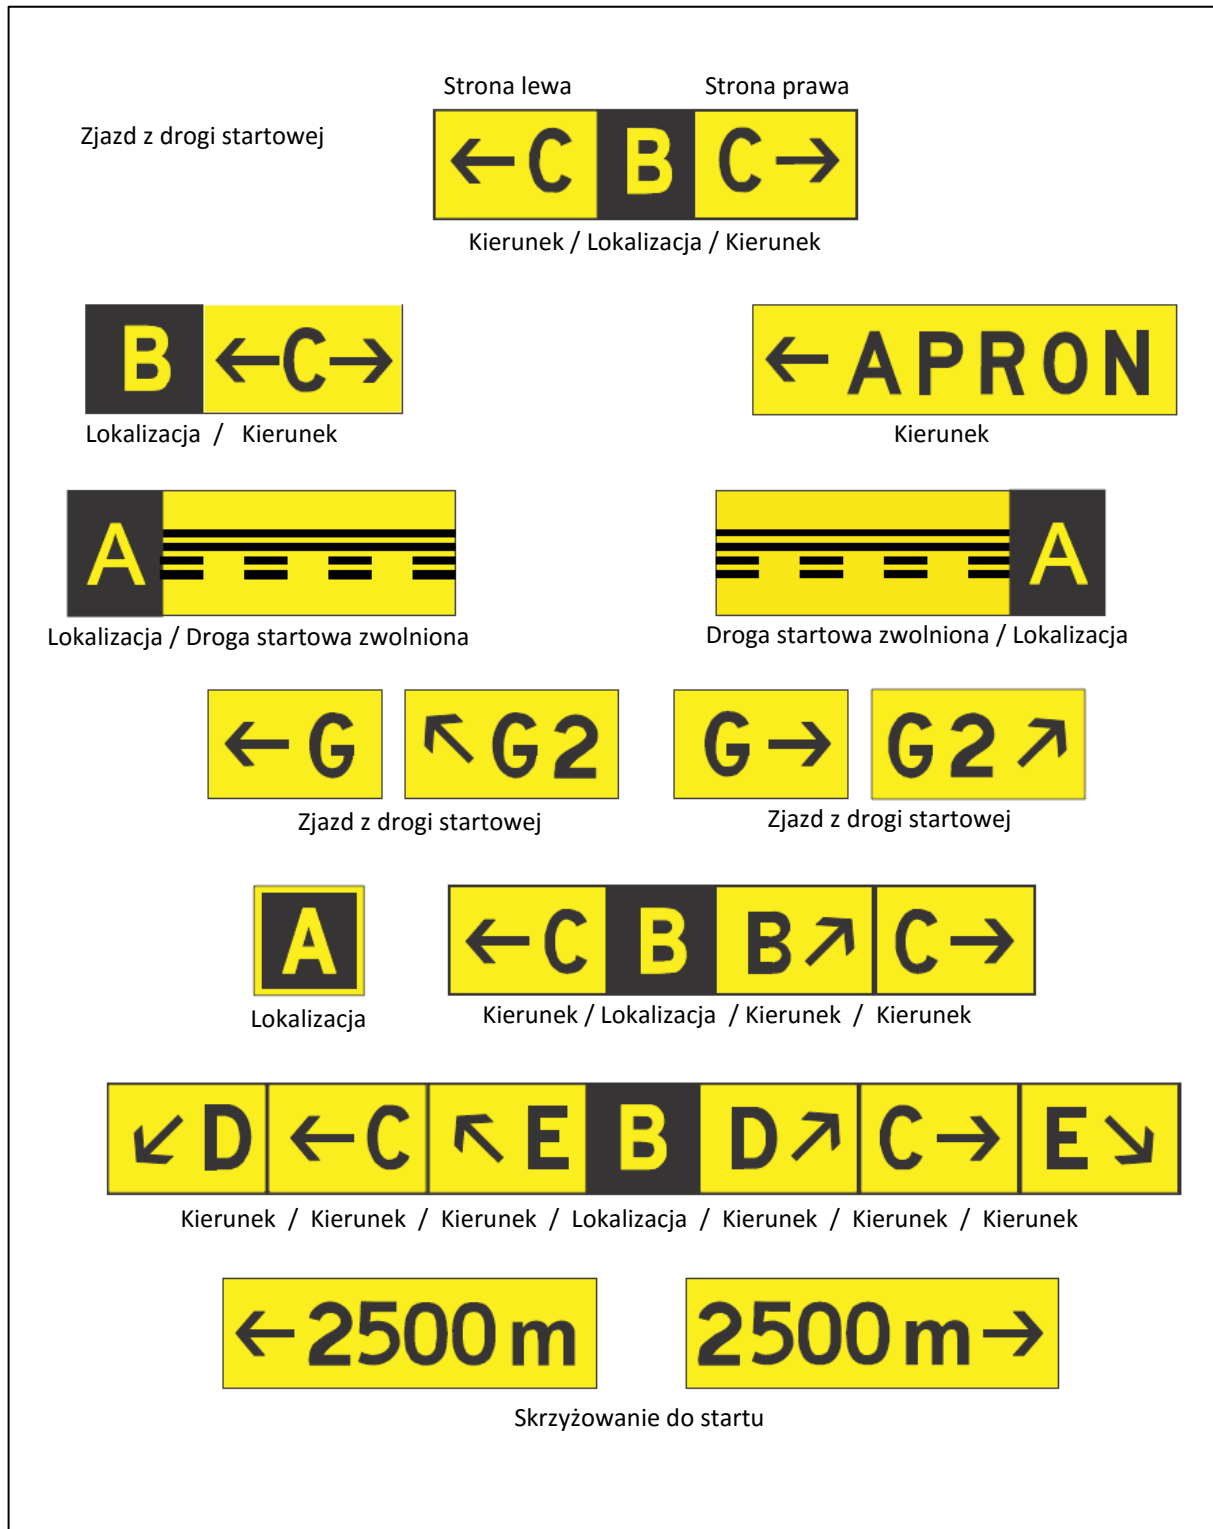 Strona lewa Strona prawa
Zjazd z drogi startowej
←C B C→
Kierunek / Lokalizacja / Kierunek
B ←C→ ←APRON
Lokalizacja / Kierunek Kierunek
A A
Lokalizacja / Droga startowa zwolniona Droga startowa zwolniona / Lokalizacja
←G ↖G2 G→ G2↗
Zjazd z drogi startowej Zjazd z drogi startowej
A ←C B B↗ C→
Lokalizacja Kierunek / Lokalizacja / Kierunek / Kierunek
↙D ←C ↖E B D↗ C→ E↘
Kierunek / Kierunek / Kierunek / Lokalizacja / Kierunek / Kierunek / Kierunek
←2500m 2500m→
Skrzyżowanie do startu